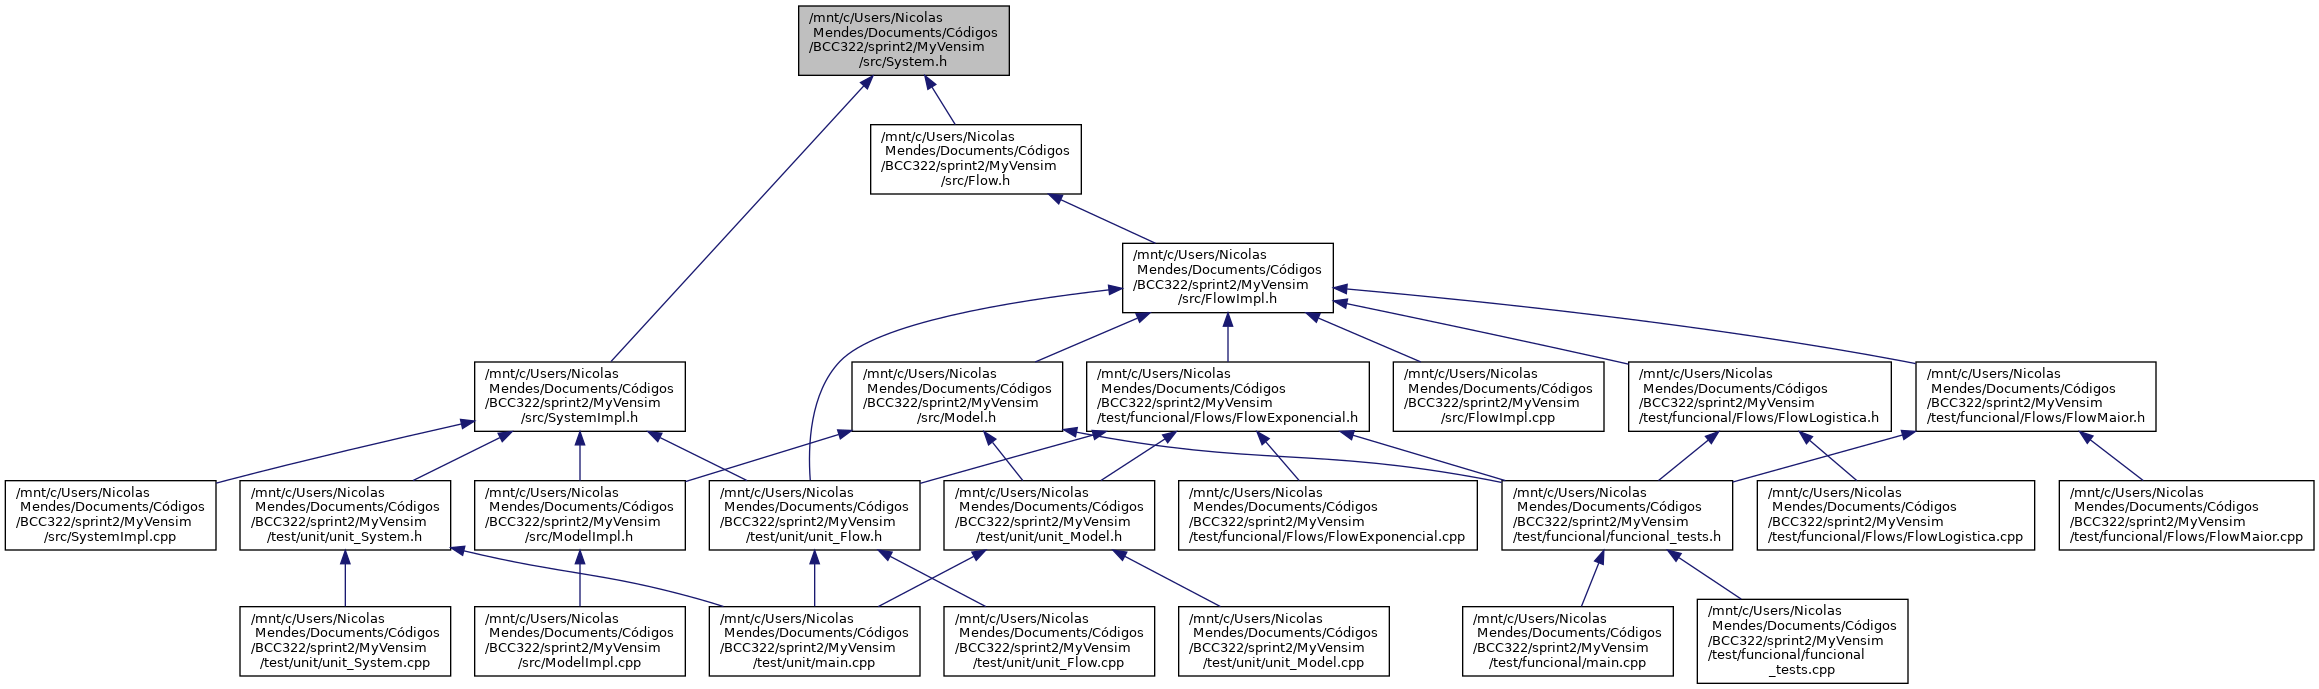 /mnt/c/Users/Nicolas
Mendes/Documents/Códigos
/BCC322/sprint2/MyVensim
/src/System.h
/mnt/c/Users/Nicolas
Mendes/Documents/Códigos
/BCC322/sprint2/MyVensim
/src/Flow.h
/mnt/c/Users/Nicolas
Mendes/Documents/Códigos
/BCC322/sprint2/MyVensim
/src/FlowImpl.h
/mnt/c/Users/Nicolas
Mendes/Documents/Códigos
/BCC322/sprint2/MyVensim
/src/SystemImpl.h
/mnt/c/Users/Nicolas
Mendes/Documents/Códigos
/BCC322/sprint2/MyVensim
/src/Model.h
/mnt/c/Users/Nicolas
Mendes/Documents/Códigos
/BCC322/sprint2/MyVensim
/test/funcional/Flows/FlowExponencial.h
/mnt/c/Users/Nicolas
Mendes/Documents/Códigos
/BCC322/sprint2/MyVensim
/src/FlowImpl.cpp
/mnt/c/Users/Nicolas
Mendes/Documents/Códigos
/BCC322/sprint2/MyVensim
/test/funcional/Flows/FlowLogistica.h
/mnt/c/Users/Nicolas
Mendes/Documents/Códigos
/BCC322/sprint2/MyVensim
/test/funcional/Flows/FlowMaior.h
/mnt/c/Users/Nicolas
Mendes/Documents/Códigos
/BCC322/sprint2/MyVensim
/src/SystemImpl.cpp
/mnt/c/Users/Nicolas
Mendes/Documents/Códigos
/BCC322/sprint2/MyVensim
/test/unit/unit_System.h
/mnt/c/Users/Nicolas
Mendes/Documents/Códigos
/BCC322/sprint2/MyVensim
/src/ModelImpl.h
/mnt/c/Users/Nicolas
Mendes/Documents/Códigos
/BCC322/sprint2/MyVensim
/test/unit/unit_Flow.h
/mnt/c/Users/Nicolas
Mendes/Documents/Códigos
/BCC322/sprint2/MyVensim
/test/unit/unit_Model.h
/mnt/c/Users/Nicolas
Mendes/Documents/Códigos
/BCC322/sprint2/MyVensim
/test/funcional/Flows/FlowExponencial.cpp
/mnt/c/Users/Nicolas
Mendes/Documents/Códigos
/BCC322/sprint2/MyVensim
/test/funcional/funcional_tests.h
/mnt/c/Users/Nicolas
Mendes/Documents/Códigos
/BCC322/sprint2/MyVensim
/test/funcional/Flows/FlowLogistica.cpp
/mnt/c/Users/Nicolas
Mendes/Documents/Códigos
/BCC322/sprint2/MyVensim
/test/funcional/Flows/FlowMaior.cpp
/mnt/c/Users/Nicolas
Mendes/Documents/Códigos
/BCC322/sprint2/MyVensim
/test/unit/unit_System.cpp
/mnt/c/Users/Nicolas
Mendes/Documents/Códigos
/BCC322/sprint2/MyVensim
/src/ModelImpl.cpp
/mnt/c/Users/Nicolas
Mendes/Documents/Códigos
/BCC322/sprint2/MyVensim
/test/unit/main.cpp
/mnt/c/Users/Nicolas
Mendes/Documents/Códigos
/BCC322/sprint2/MyVensim
/test/unit/unit_Flow.cpp
/mnt/c/Users/Nicolas
Mendes/Documents/Códigos
/BCC322/sprint2/MyVensim
/test/unit/unit_Model.cpp
/mnt/c/Users/Nicolas
Mendes/Documents/Códigos
/BCC322/sprint2/MyVensim
/test/funcional/main.cpp
/mnt/c/Users/Nicolas
Mendes/Documents/Códigos
/BCC322/sprint2/MyVensim
/test/funcional/funcional
_tests.cpp